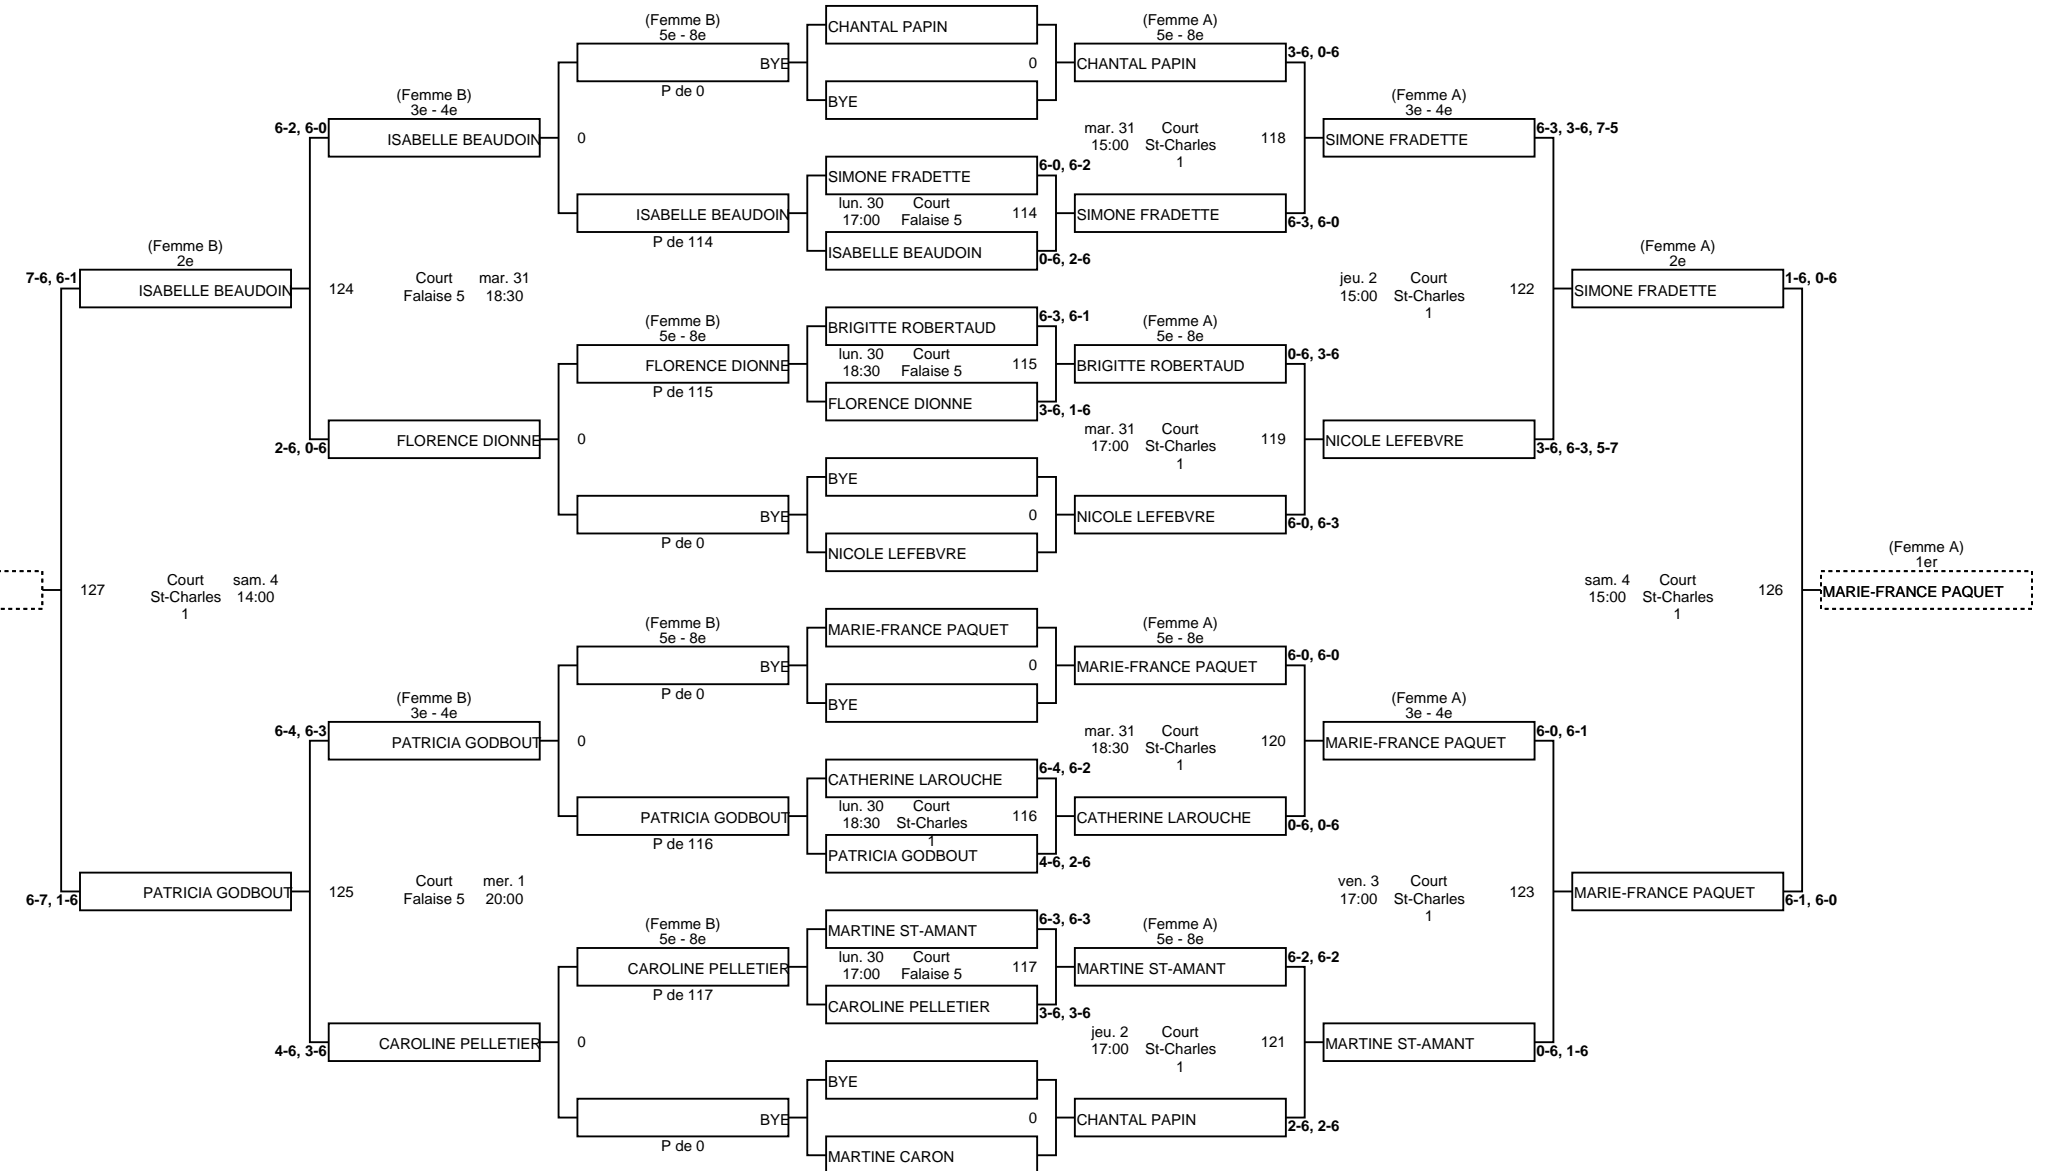 (Femme B)
5e - 8e
CHANTAL PAPIN
(Femme A)
5e - 8e
3-6, 0-6
BYE
0
CHANTAL PAPIN
P de 0
BYE
(Femme B)
3e - 4e
(Femme A)
3e - 4e
6-2, 6-0
ISABELLE BEAUDOIN
0
mar. 31 Court
15:00 St-Charles
1
118
SIMONE FRADETTE
6-3, 3-6, 7-5
SIMONE FRADETTE
6-0, 6-2
ISABELLE BEAUDOIN
lun. 30 Court
17:00 Falaise 5
114
SIMONE FRADETTE
6-3, 6-0
P de 114
ISABELLE BEAUDOIN
0-6, 2-6
(Femme B)
2e
(Femme A)
2e
7-6, 6-1
ISABELLE BEAUDOIN
124
Court mar. 31
Falaise 5 18:30
jeu. 2 Court
15:00 St-Charles
1
122
SIMONE FRADETTE
1-6, 0-6
(Femme B)
5e - 8e
BRIGITTE ROBERTAUD
6-3, 6-1
(Femme A)
5e - 8e
FLORENCE DIONNE
lun. 30 Court
18:30 Falaise 5
115
BRIGITTE ROBERTAUD
0-6, 3-6
P de 115
FLORENCE DIONNE
3-6, 1-6
2-6, 0-6
FLORENCE DIONNE
0
mar. 31 Court
17:00 St-Charles
1
119
NICOLE LEFEBVRE
3-6, 6-3, 5-7
BYE
BYE
0
NICOLE LEFEBVRE
6-0, 6-3
P de 0
NICOLE LEFEBVRE
(Femme A)
1er
127
Court sam. 4
St-Charles 14:00
1
sam. 4 Court
15:00 St-Charles
1
126
MARIE-FRANCE PAQUET
(Femme B)
5e - 8e
MARIE-FRANCE PAQUET
(Femme A)
5e - 8e
BYE
0
MARIE-FRANCE PAQUET
6-0, 6-0
P de 0
BYE
(Femme B)
3e - 4e
(Femme A)
3e - 4e
6-4, 6-3
PATRICIA GODBOUT
0
mar. 31 Court
18:30 St-Charles
1
120
MARIE-FRANCE PAQUET
6-0, 6-1
CATHERINE LAROUCHE
6-4, 6-2
PATRICIA GODBOUT
lun. 30 Court
18:30 St-Charles
1
116
CATHERINE LAROUCHE
0-6, 0-6
P de 116
PATRICIA GODBOUT
4-6, 2-6
6-7, 1-6
PATRICIA GODBOUT
125
Court mer. 1
Falaise 5 20:00
ven. 3 Court
17:00 St-Charles
1
123
MARIE-FRANCE PAQUET
6-1, 6-0
(Femme B)
5e - 8e
MARTINE ST-AMANT
6-3, 6-3
(Femme A)
5e - 8e
CAROLINE PELLETIER
lun. 30 Court
17:00 Falaise 5
117
MARTINE ST-AMANT
6-2, 6-2
P de 117
CAROLINE PELLETIER
3-6, 3-6
4-6, 3-6
CAROLINE PELLETIER
0
jeu. 2 Court
17:00 St-Charles
1
121
MARTINE ST-AMANT
0-6, 1-6
BYE
BYE
0
CHANTAL PAPIN
2-6, 2-6
P de 0
MARTINE CARON